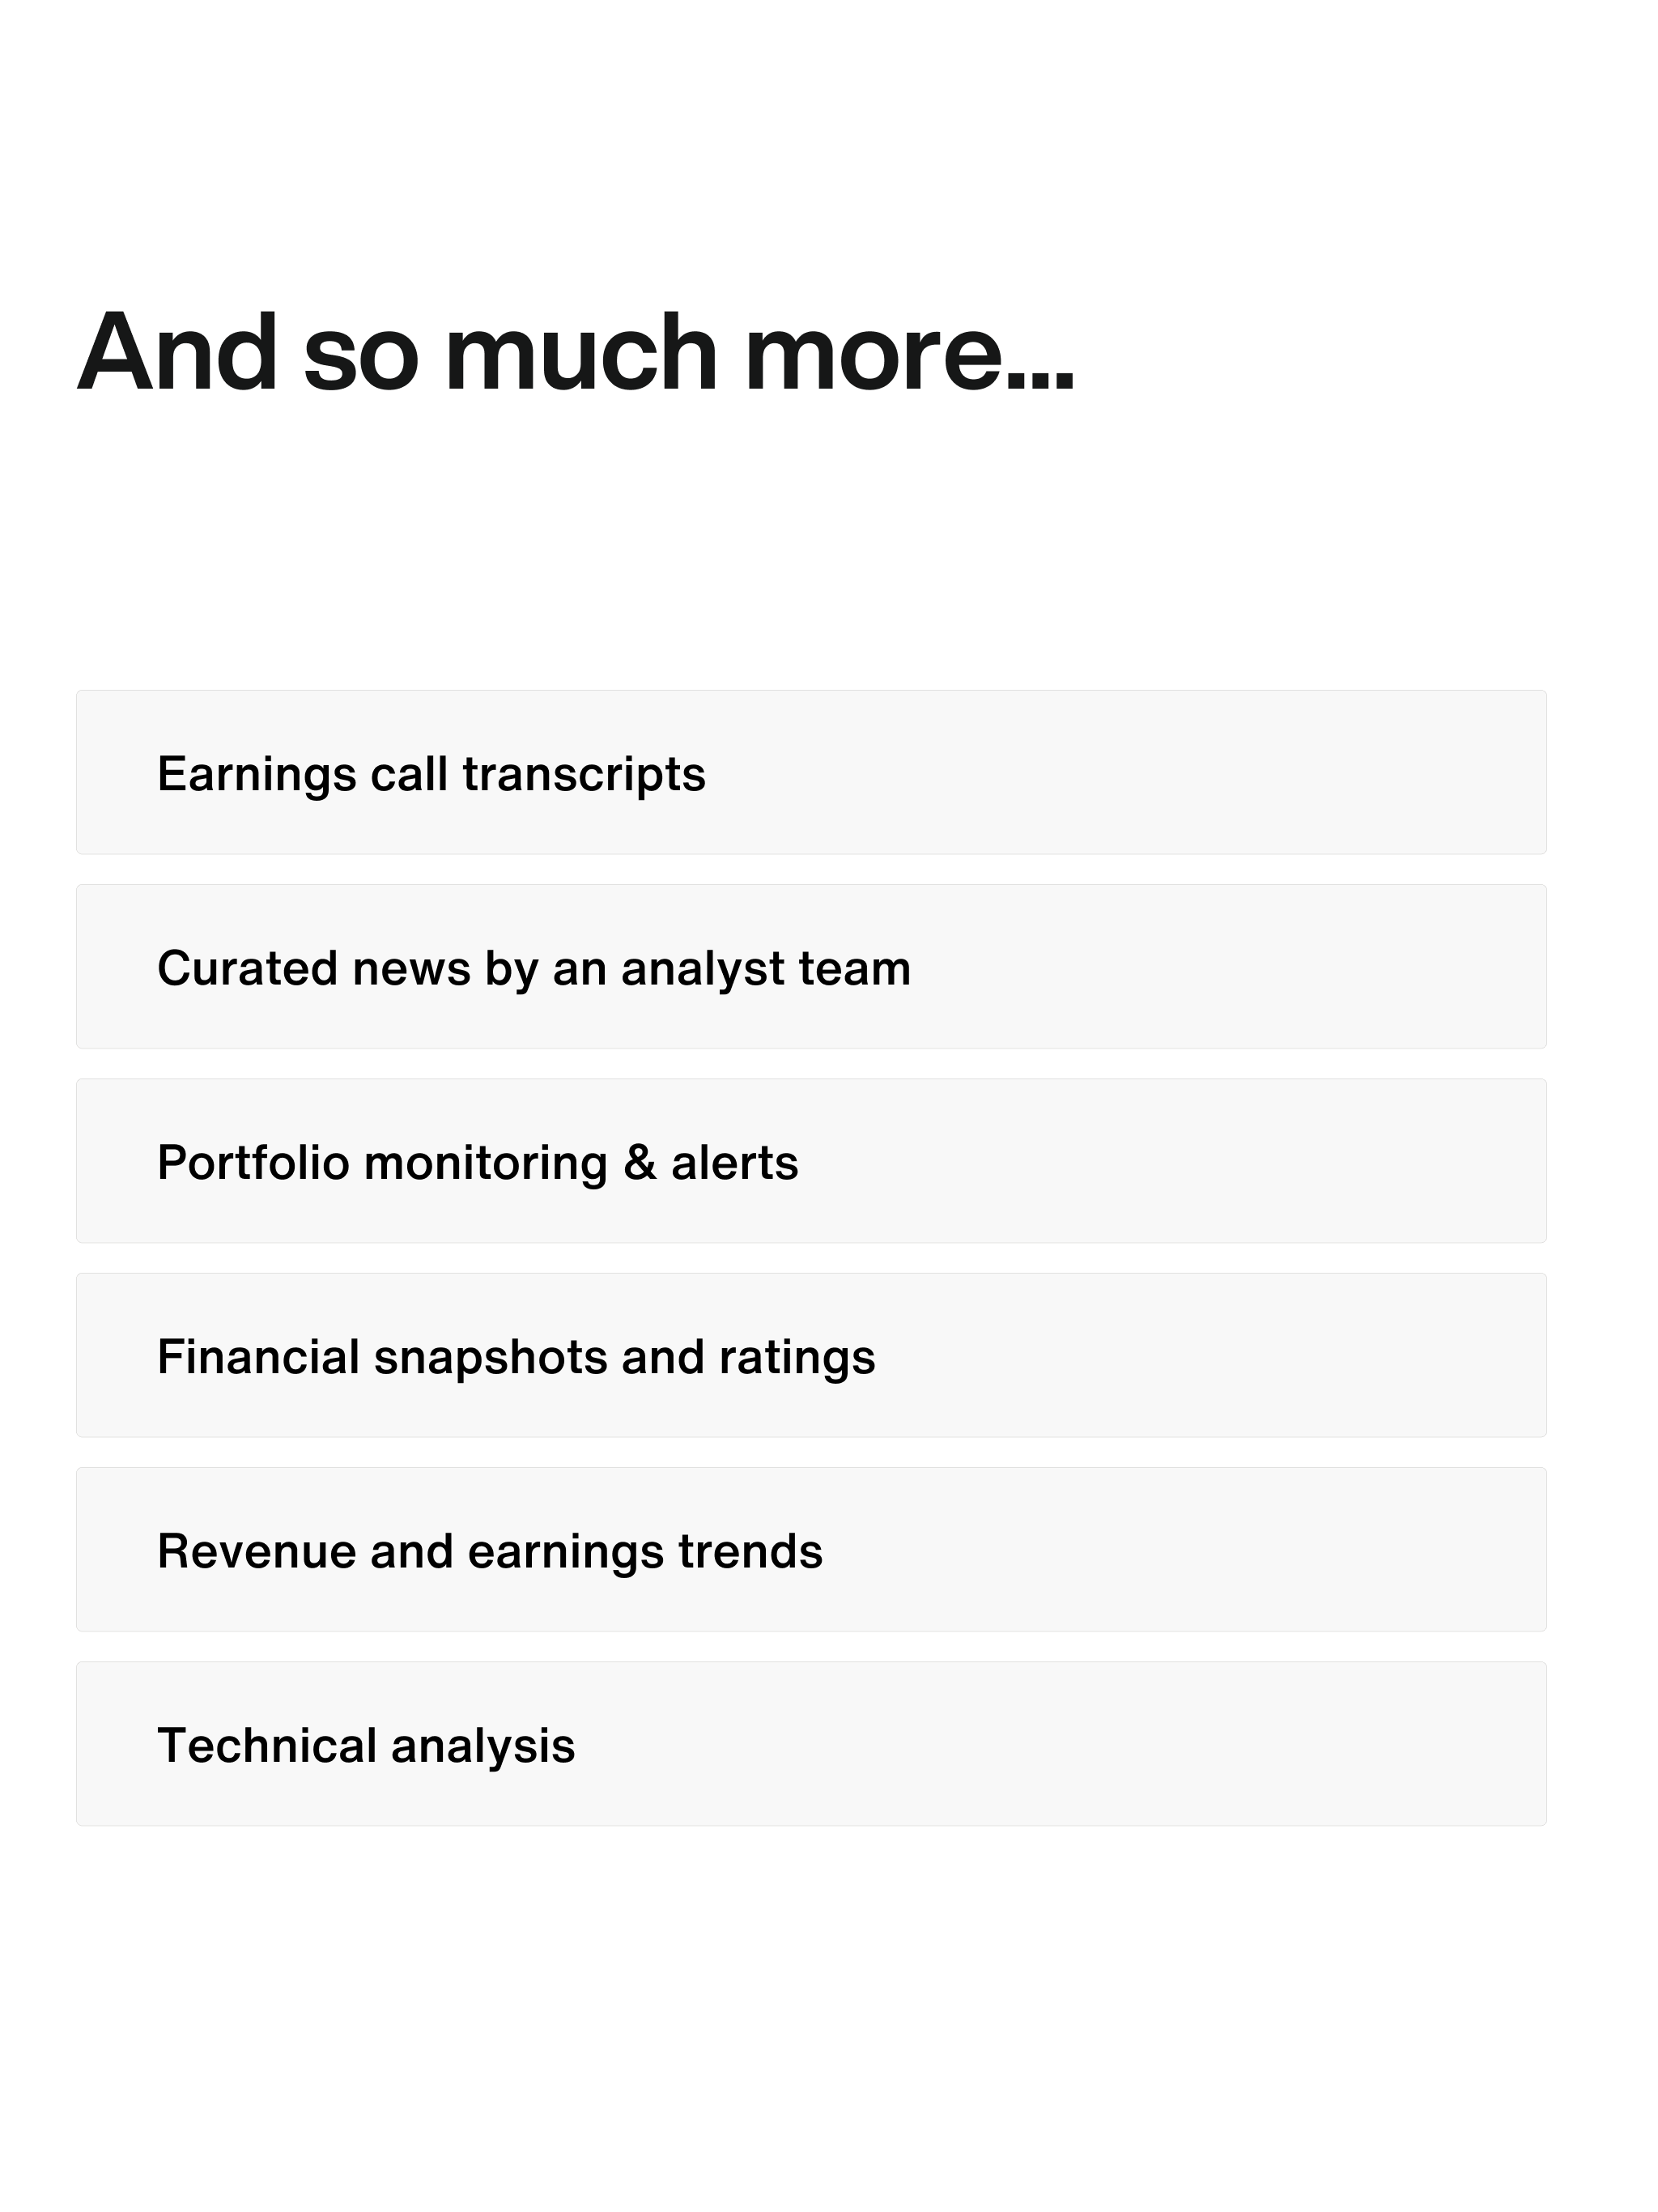 And so much more...
Earnings call transcripts
Curated news by an analyst team
Portfolio monitoring & alerts
Financial snapshots and ratings
Revenue and earnings trends
Technical analysis